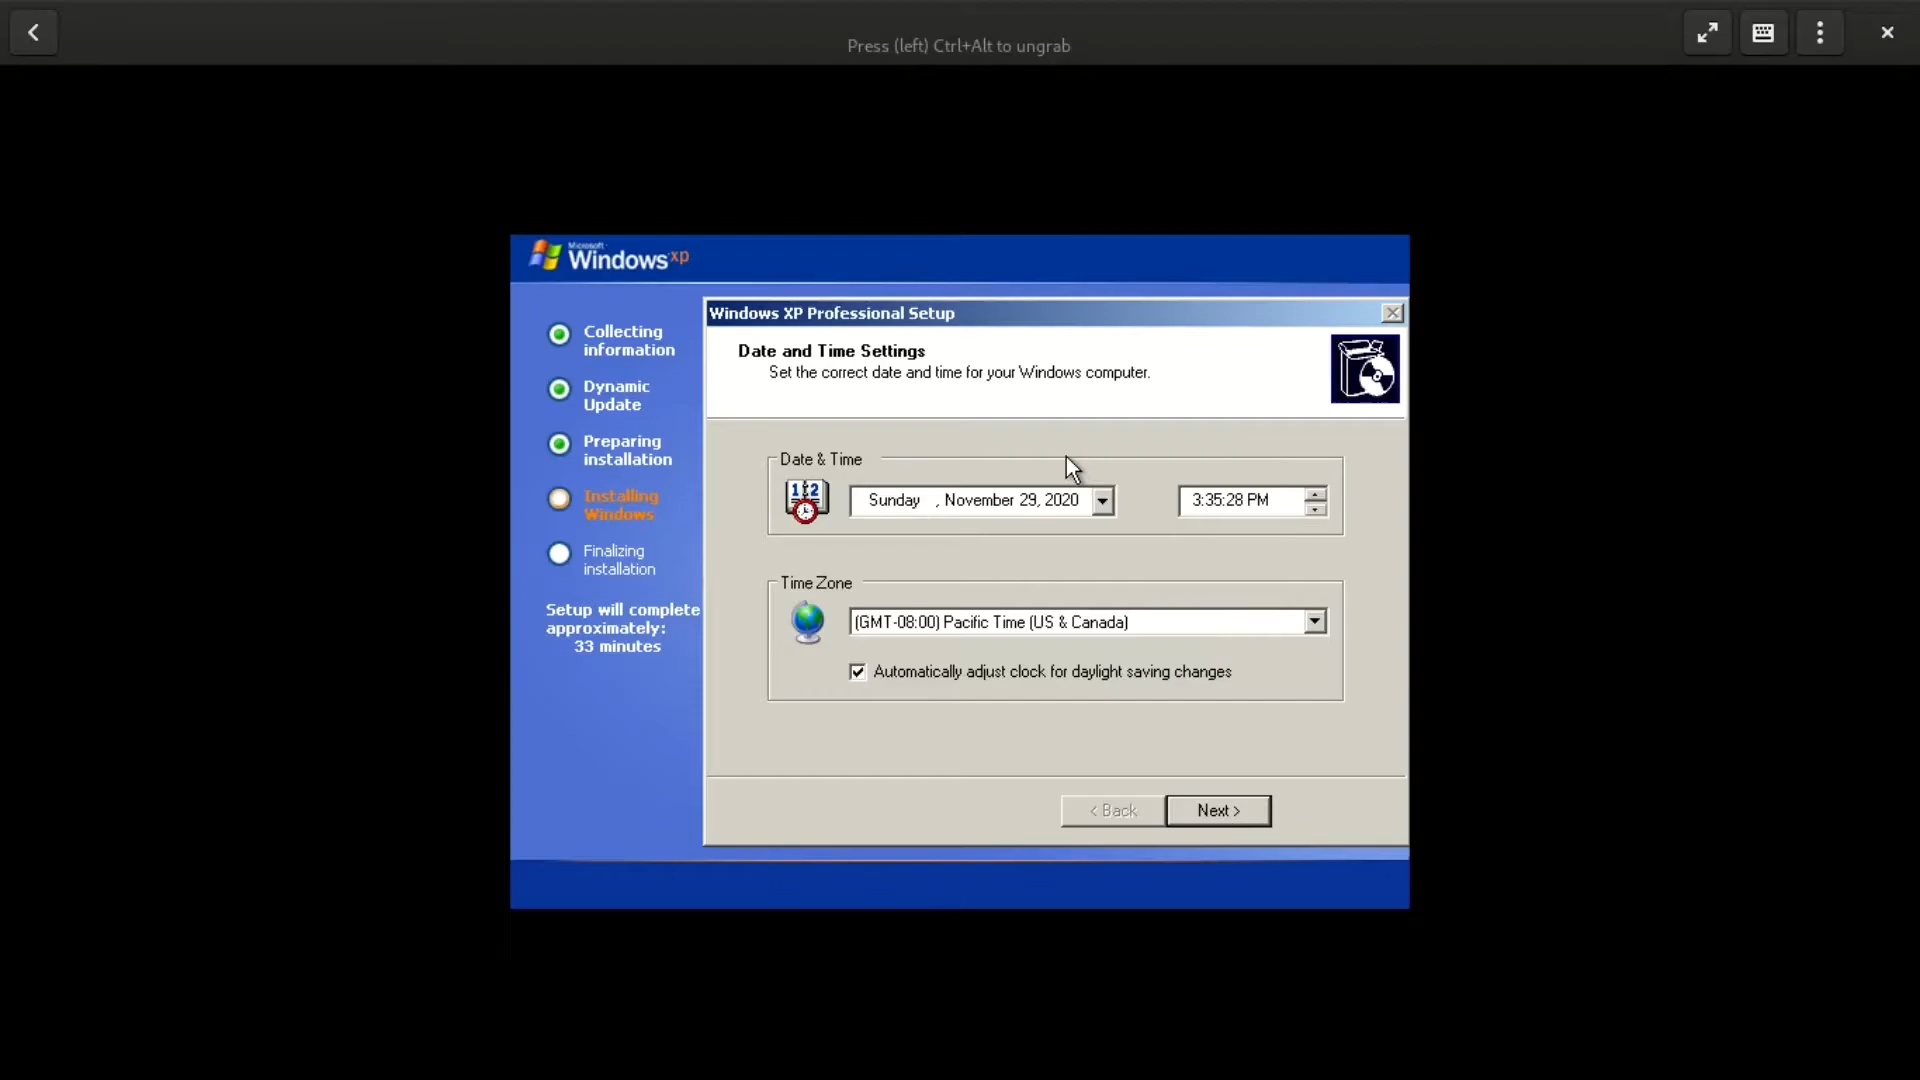 Press (left) Ctrl+Alt to ungrab
Microsoft
Windows xp
Windows XP Professional Setup
Collecting
information
Dynamic
Update
Preparing
installation
Installing
Windows
Finalizing
installation
Setup will complete
approximately:
33 minutes
Date and Time Settings
Set the correct date and time for your Windows computer.
Date & Time
12
Sunday , November 29, 2020
3:35:28 PM
Time Zone
(GMT-08:00) Pacific Time (US & Canada)
Automatically adjust clock for daylight saving changes
< Back
Next >